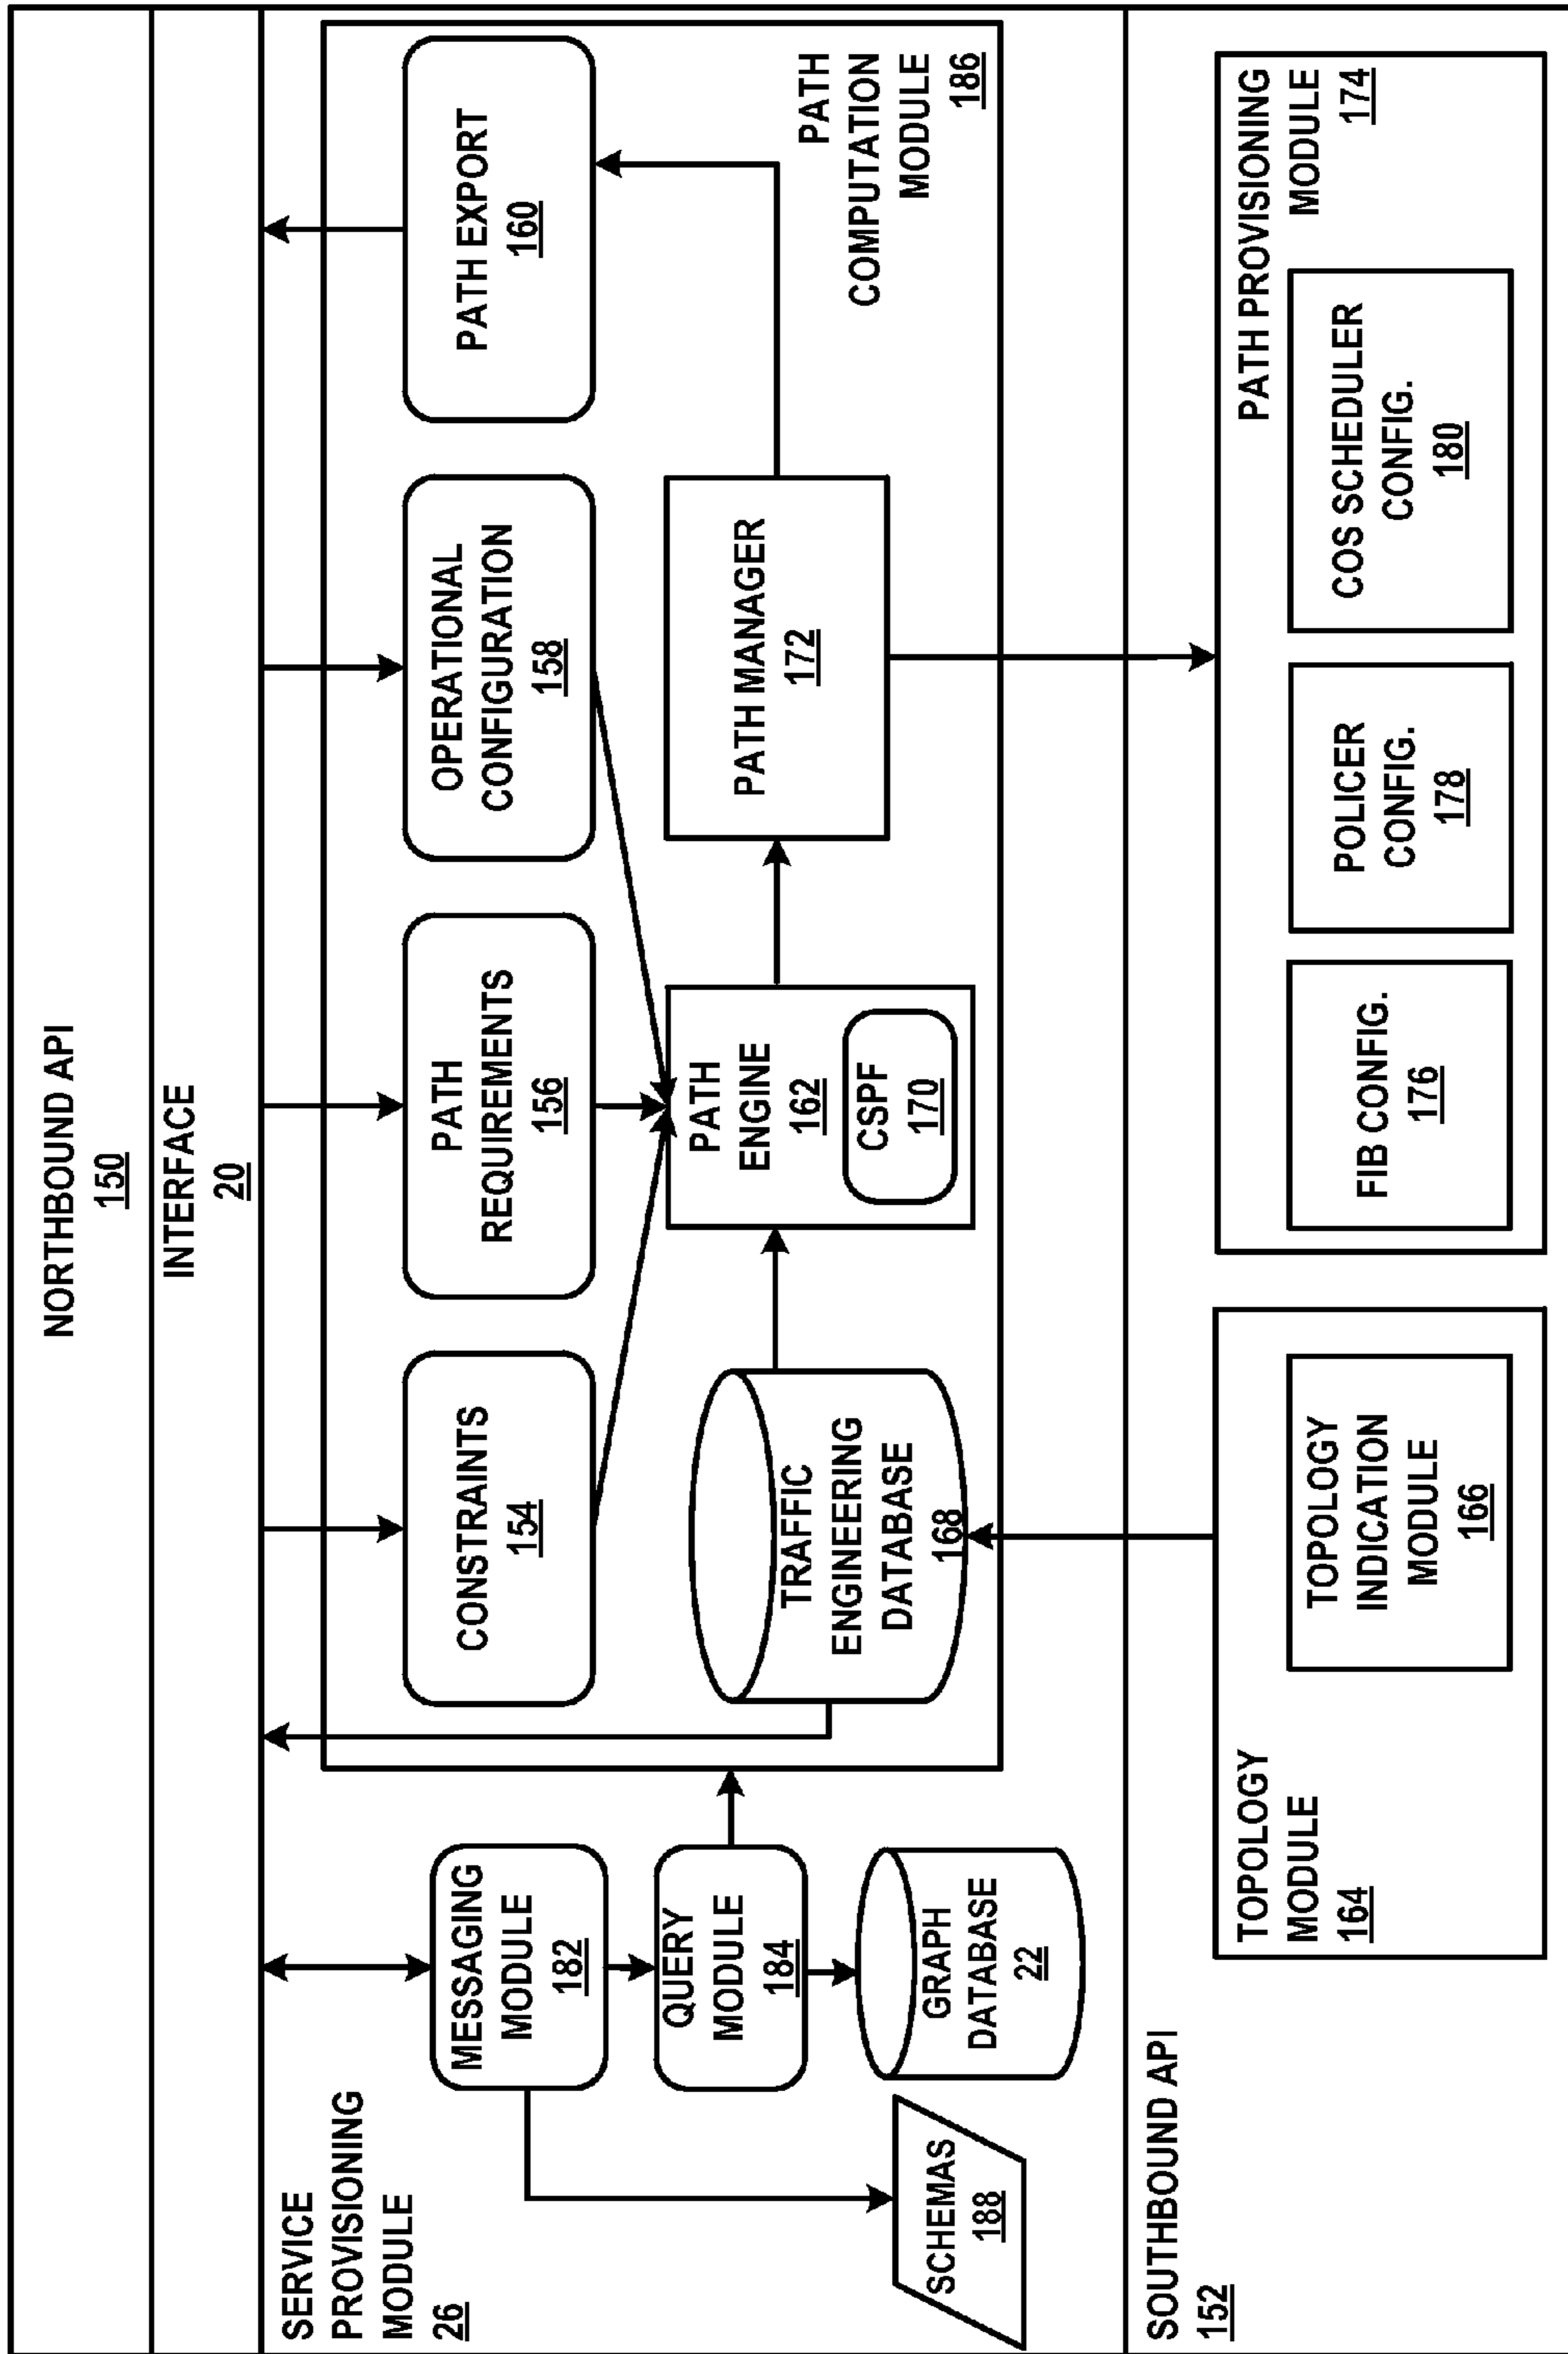 NORTHBOUND API
150
INTERFACE
20
SERVICE
PROVISIONING
MODULE
26
MESSAGING
MODULE
182
QUERY
MODULE
184
GRAPH
DATABASE
22
SCHEMAS
188
CONSTRAINTS
154
PATH
REQUIREMENTS
156
OPERATIONAL
CONFIGURATION
158
PATH EXPORT
160
TRAFFIC
ENGINEERING
DATABASE
168
PATH
ENGINE
162
CSPF
170
PATH MANAGER
172
PATH
COMPUTATION
MODULE
186
SOUTHBOUND API
152
TOPOLOGY
MODULE
164
TOPOLOGY
INDICATION
MODULE
166
PATH PROVISIONING
MODULE 174
FIB CONFIG.
176
POLICER
CONFIG.
178
COS SCHEDULER
CONFIG.
180